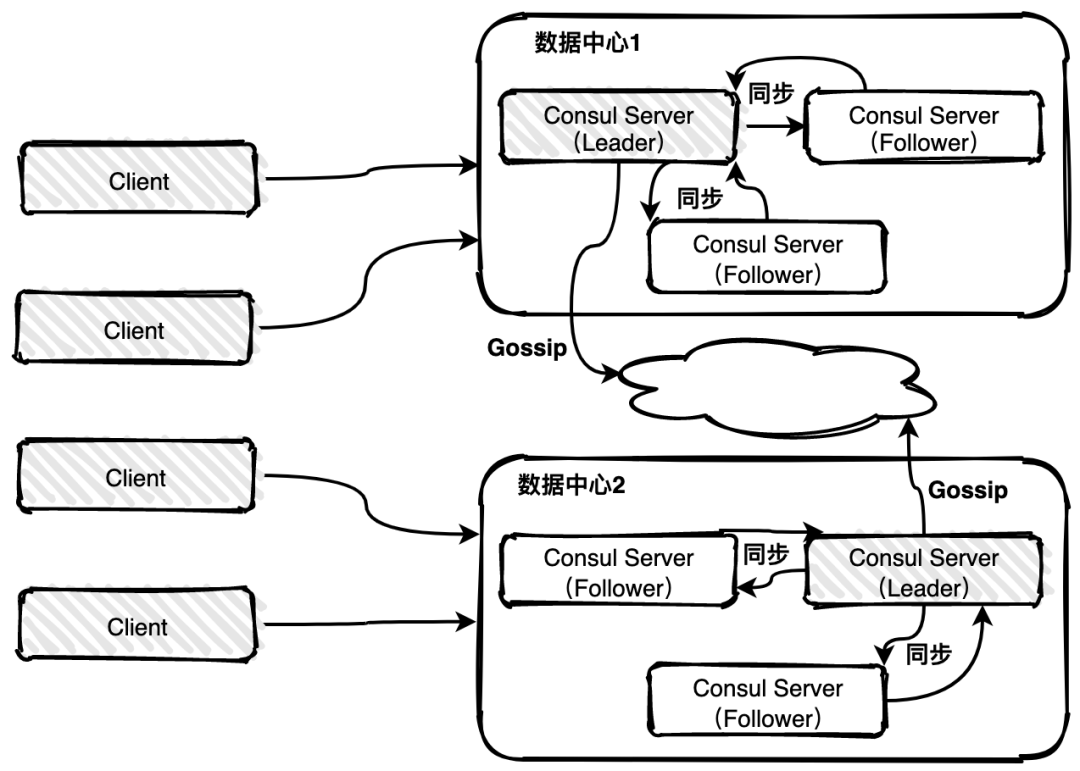 数据中心1
同步
Consul Server
（Leader）
Consul Server
（Follower）
Client
同步
Consul Server
（Follower）
Client
Gossip
Client
数据中心2
Gossip
Consul Server
（Follower）
同步
Consul Server
（Leader）
Client
同步
Consul Server
（Follower）